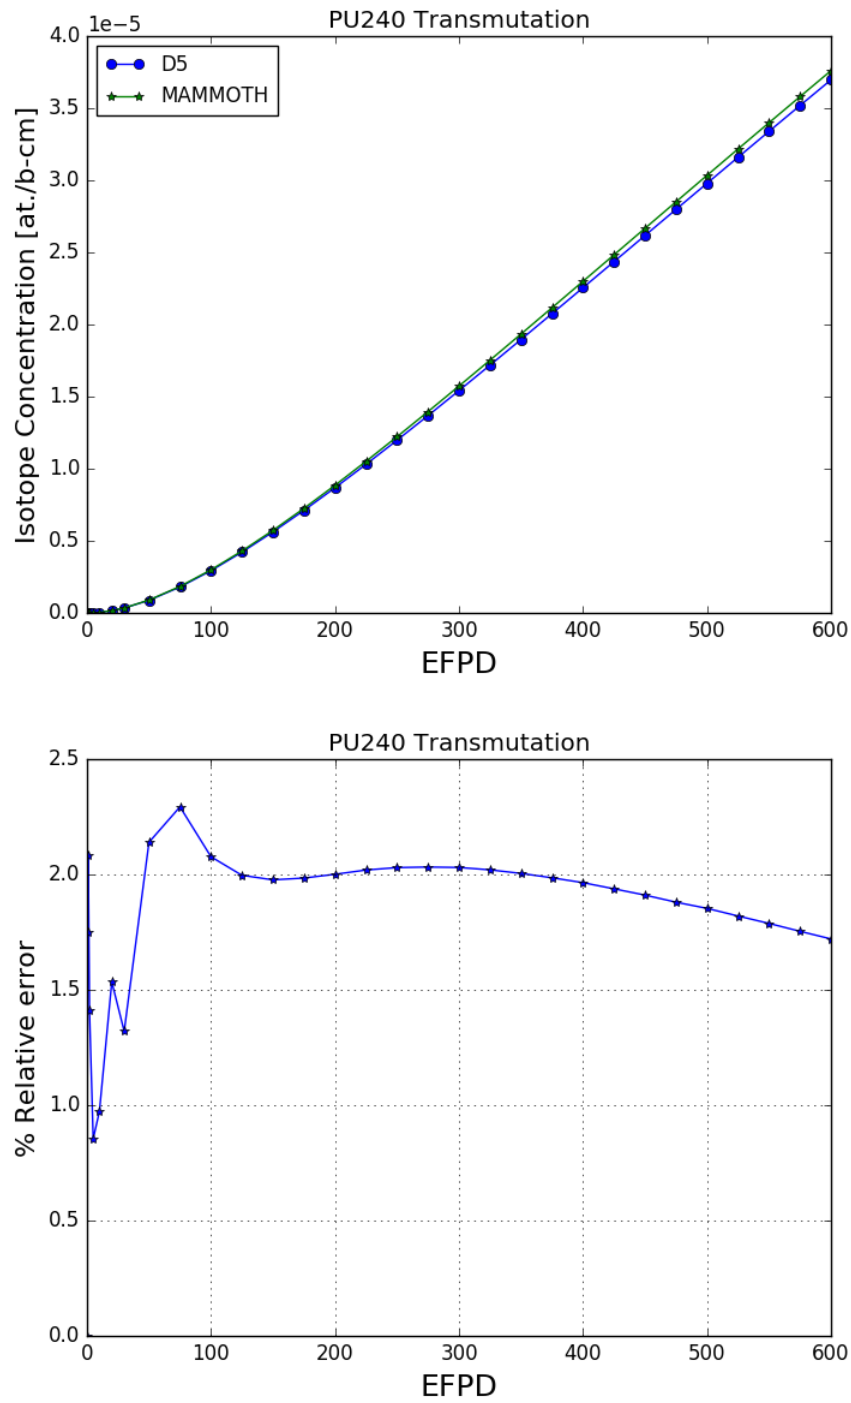 PU240 Transmutation
1e−5
4.0
3.5
3.0
2.5
2.0
1.5
1.0
0.5
0.0
Isotope Concentration [at./b-cm]
D5
MAMMOTH
0 100 200 300 400 500 600
EFPD
PU240 Transmutation
2.5
2.0
1.5
1.0
0.5
0.0
% Relative error
0 100 200 300 400 500 600
EFPD